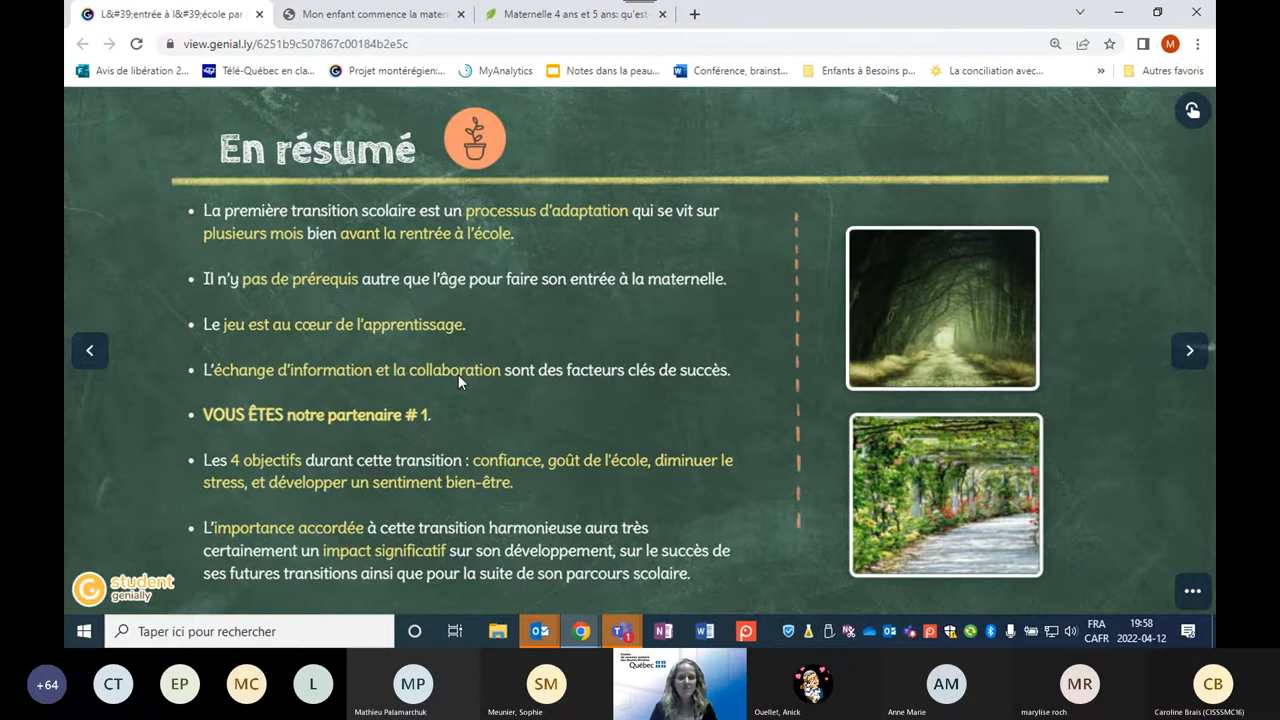 L&#39;entrée à l&#39;école par
Mon enfant commence la matern
Maternelle 4 ans et 5 ans: qu'est-
view.genial.ly/6251b9c507867c00184b2e5c
M
Avis de libération 2...
Télé-Québec en cla...
Projet montérégien:...
MyAnalytics
Notes dans la peau...
Conférence, brainst...
Enfants à Besoins p...
La conciliation avec...
»
Autres favoris
En résumé
• La première transition scolaire est un processus d'adaptation qui se vit sur
plusieurs mois bien avant la rentrée à l'école.
• Il n'y pas de prérequis autre que l'âge pour faire son entrée à la maternelle.
• Le jeu est au cœur de l'apprentissage.
• L'échange d'information et la collaboration sont des facteurs clés de succès.
• VOUS ÊTES notre partenaire # 1.
• Les 4 objectifs durant cette transition : confiance, goût de l'école, diminuer le
stress, et développer un sentiment bien-être.
• L'importance accordée à cette transition harmonieuse aura très
certainement un impact significatif sur son développement, sur le succès de
ses futures transitions ainsi que pour la suite de son parcours scolaire.
student
genially
Taper ici pour rechercher
FRA
CAFR
19:58
2022-04-12
+64
CT
EP
MC
L
MP
Mathieu Palamarchuk
SM
Meunier, Sophie
Québec
Ouellet, Anick
AM
Anne Marie
MR
marylise roch
CB
Caroline Brais (CISSSMC16)